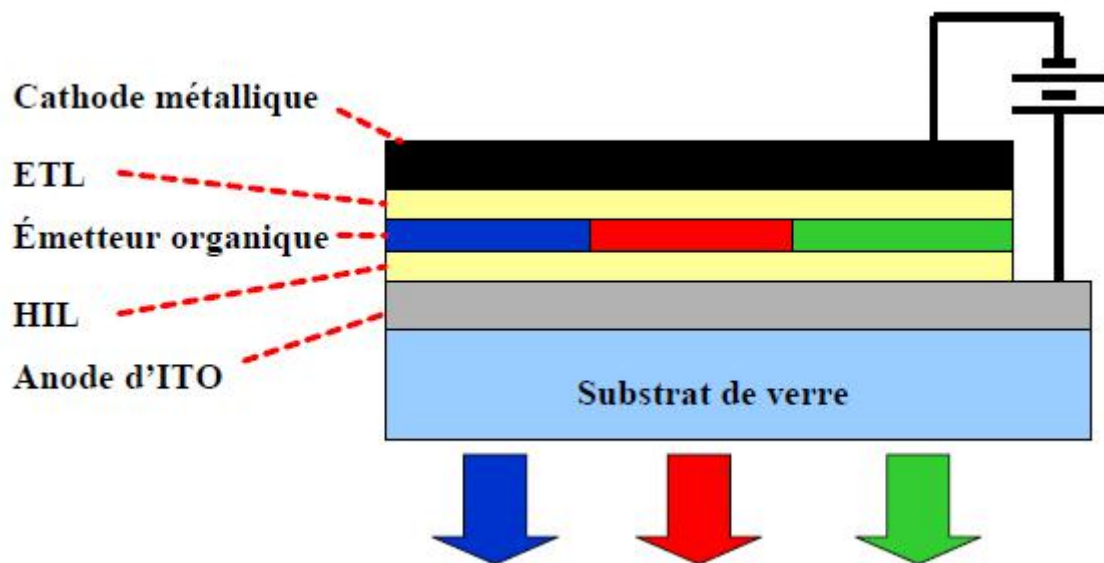 Cathode métallique
ETL
Émetteur organique
HIL
Anode d’ITO
Substrat de verre